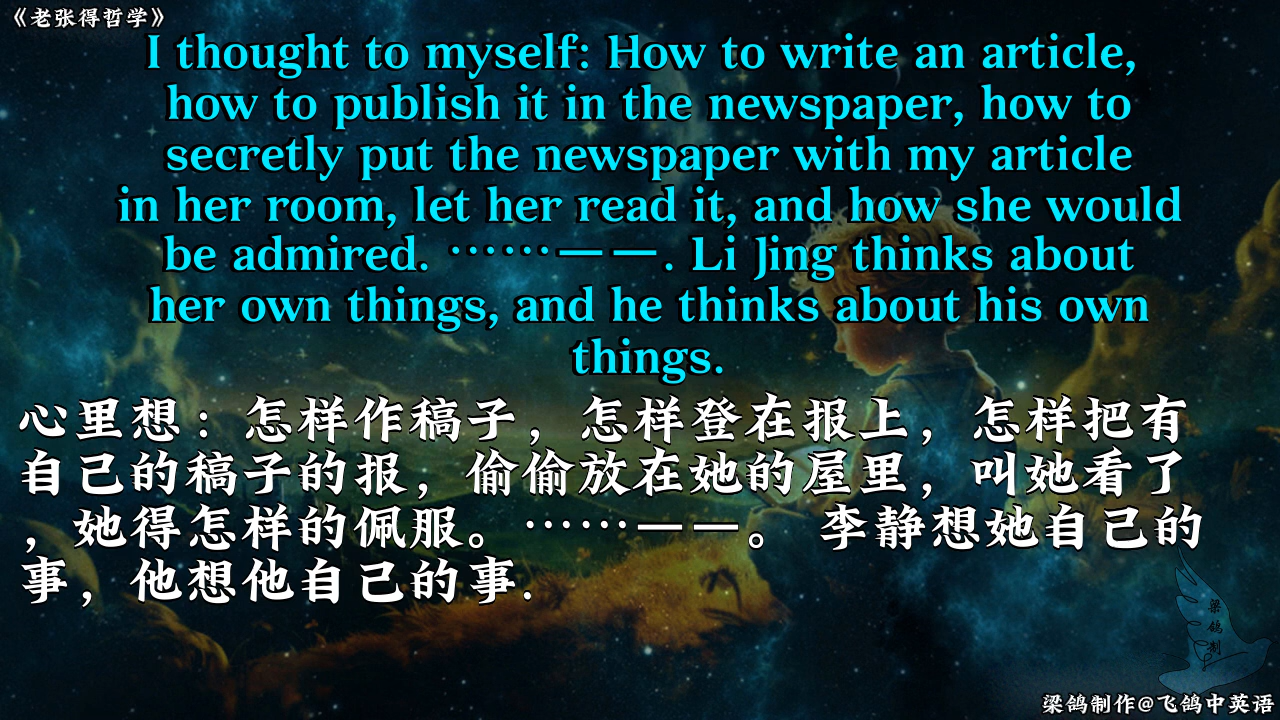 《老张得哲学》
I thought to myself: How to write an article,
how to publish it in the newspaper, how to
secretly put the newspaper with my article
in her room, let her read it, and how she would
be admired. ······——. Li Jing thinks about
her own things, and he thinks about his own
things.
心里想：怎样作稿子，怎样登在报上，怎样把有
自己的稿子的报，偷偷放在她的屋里，叫她看了
，她得怎样的佩服。······——。 李静想她自己的
事，他想他自己的事.
梁鸽制
梁鸽制作@飞鸽中英语